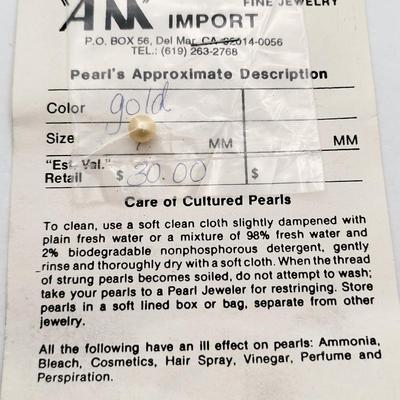 "ANN" FINE JEWELRY
IMPORT
P.O. BOX 56, Del Mar, CA 92014-0056
TEL.: (619) 263-2768
Pearl's Approximate Description
Color gold
Size MM MM
"Est. Val."
Retail $ 30.00 $
Care of Cultured Pearls
To clean, use a soft clean cloth slightly dampened with
plain fresh water or a mixture of 98% fresh water and
2% biodegradable nonphosphorous detergent, gently
rinse and thoroughly dry with a soft cloth. When the thread
of strung pearls becomes soiled, do not attempt to wash;
take your pearls to a Pearl Jeweler for restringing. Store
pearls in a soft lined box or bag, separate from other
jewelry.
All the following have an ill effect on pearls: Ammonia,
Bleach, Cosmetics, Hair Spray, Vinegar, Perfume and
Perspiration.